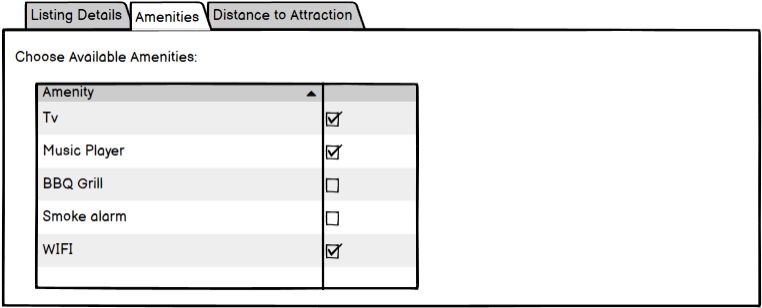 Listing Details Amenities Distance to Attraction
Choose Available Amenities:
Amenity
Tv
Music Player
BBQ Grill
Smoke alarm
WIFI